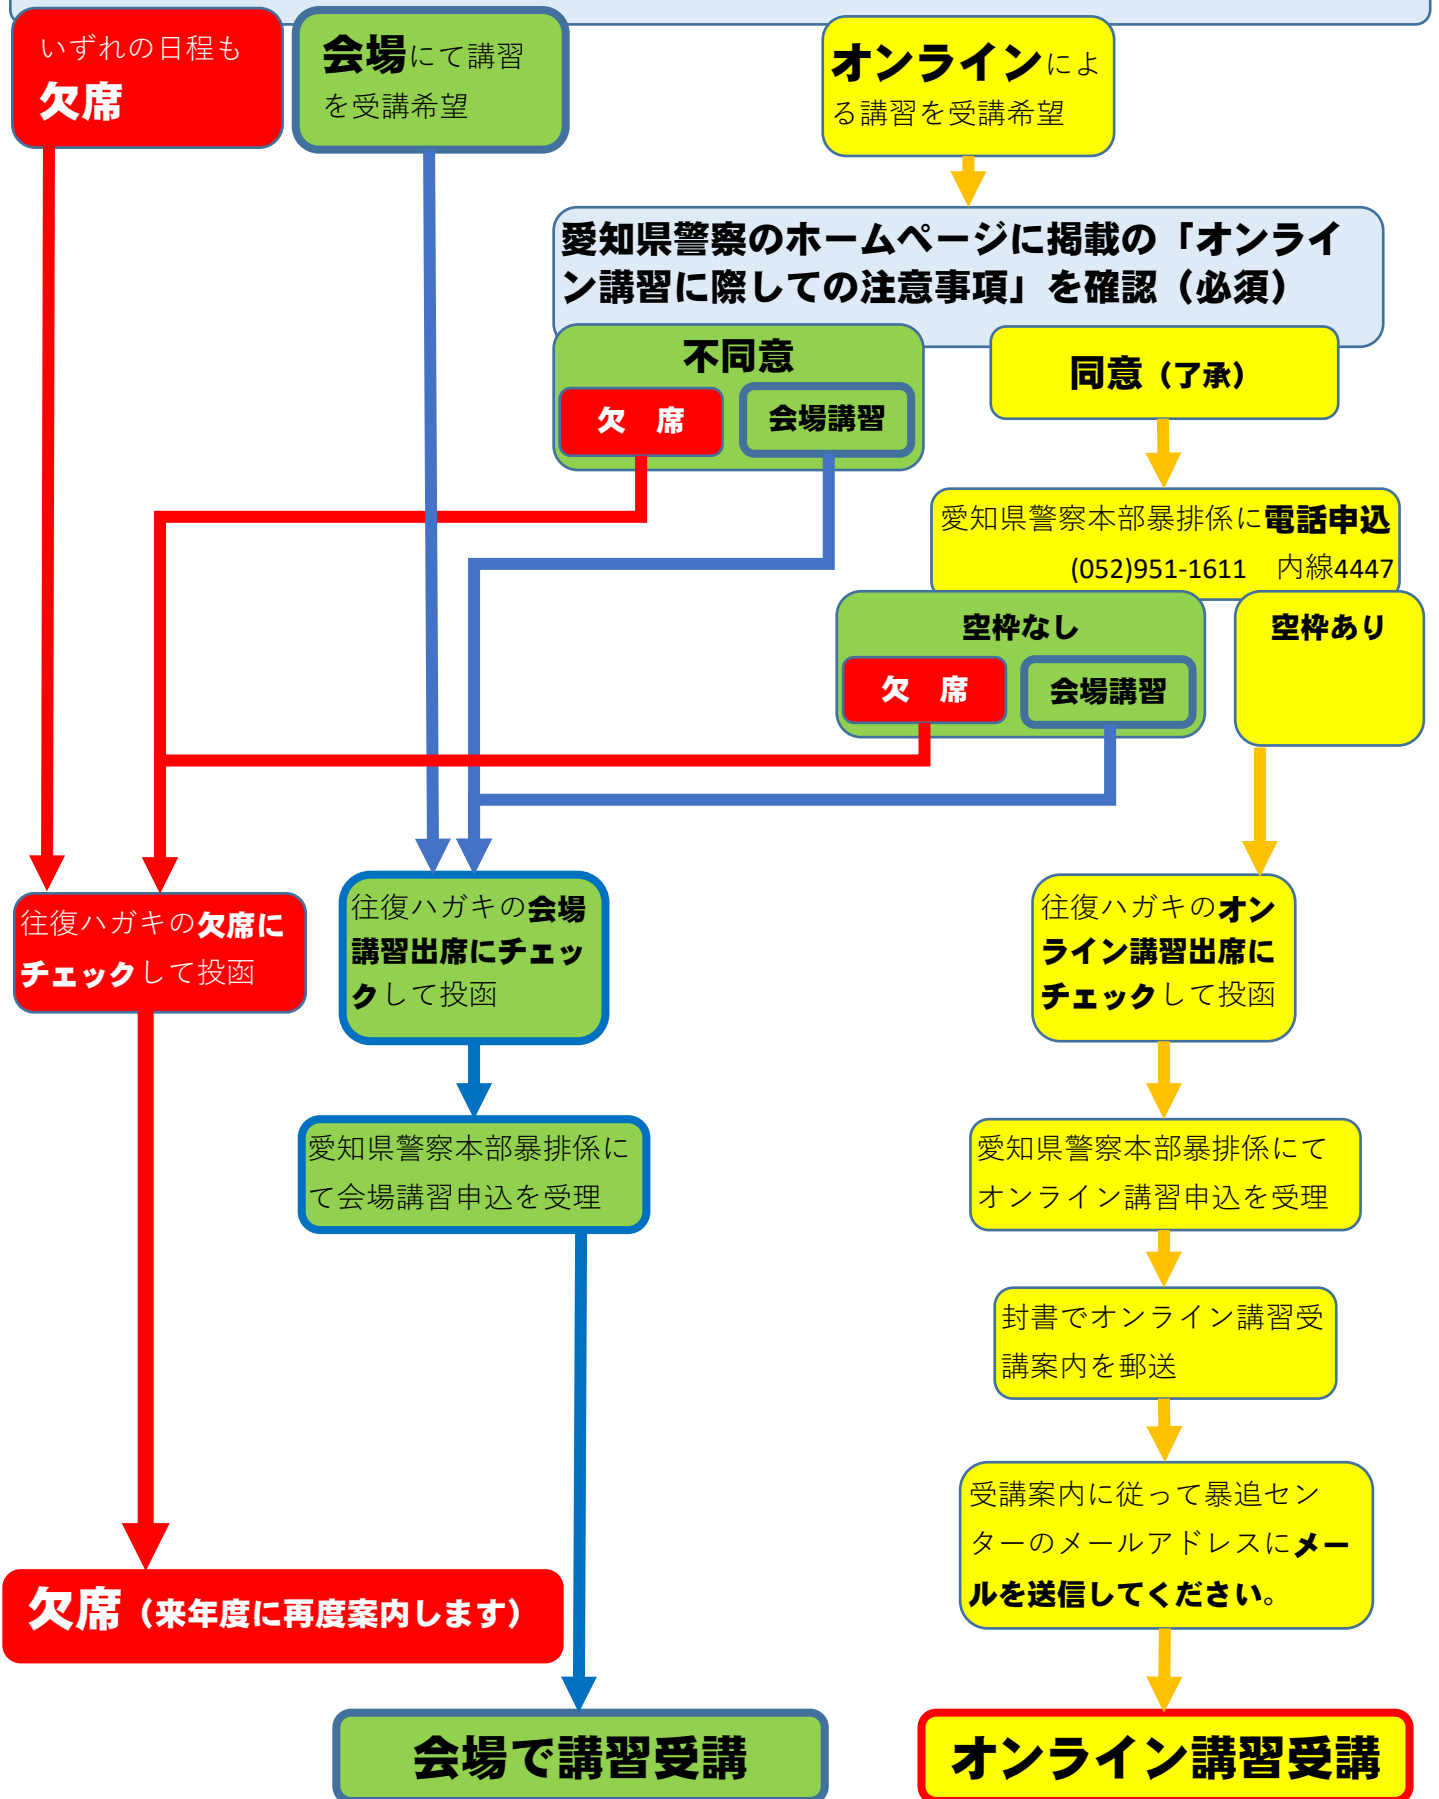 いずれの日程も
欠席
会場にて講習
を受講希望
オンラインによ
る講習を受講希望
愛知県警察のホームページに掲載の「オンライ
ン講習に際しての注意事項」を確認（必須）
不同意
欠　席
会場講習
同意（了承）
愛知県警察本部暴排係に電話申込
(052)951-1611　内線4447
空枠なし
欠　席
会場講習
空枠あり
往復ハガキの欠席に
チェックして投函
往復ハガキの会場
講習出席にチェッ
クして投函
往復ハガキのオン
ライン講習出席に
チェックして投函
愛知県警察本部暴排係に
て会場講習申込を受理
愛知県警察本部暴排係にて
オンライン講習申込を受理
封書でオンライン講習受
講案内を郵送
受講案内に従って暴追セン
ターのメールアドレスにメー
ルを送信してください。
欠席（来年度に再度案内します）
会場で講習受講
オンライン講習受講